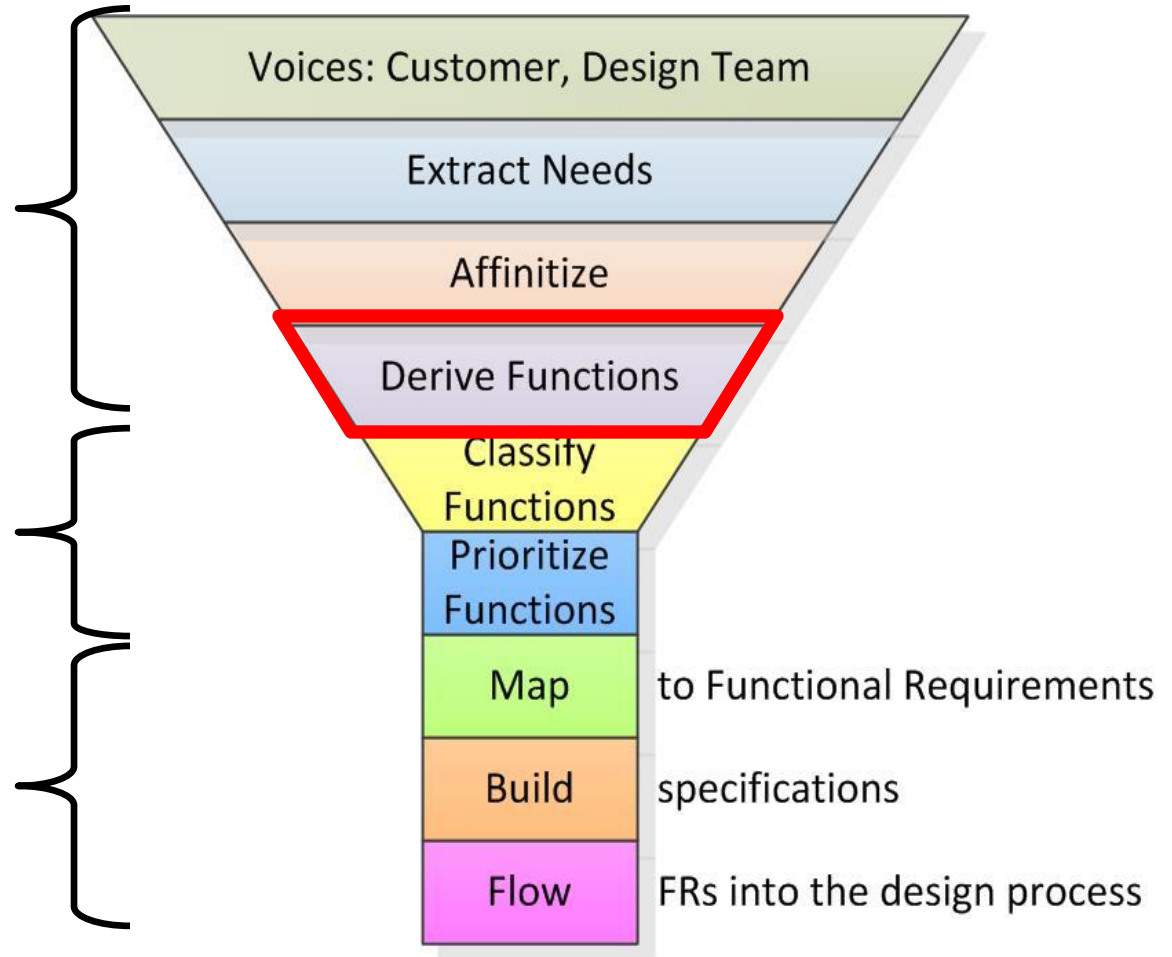 Voices: Customer, Design Team
Extract Needs
Affinitize
Derive Functions
Classify
Functions
Prioritize
Functions
Map to Functional Requirements
Build specifications
Flow FRs into the design process